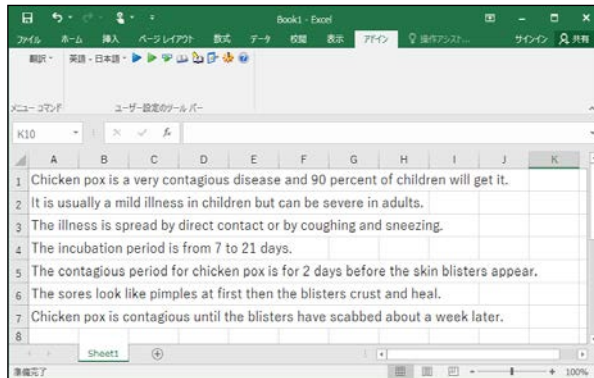 Book1 - Excel
ファイル ホーム 挿入 ページ レイアウト 数式 データ 校閲 表示 アドイン 操作アシスト... サインイン 共有
翻訳 英語 - 日本語
メニュー コマンド ユーザー設定のツール バー
K10 fx
A B C D E F G H I J K
1 Chicken pox is a very contagious disease and 90 percent of children will get it.
2 It is usually a mild illness in children but can be severe in adults.
3 The illness is spread by direct contact or by coughing and sneezing.
4 The incubation period is from 7 to 21 days.
5 The contagious period for chicken pox is for 2 days before the skin blisters appear.
6 The sores look like pimples at first then the blisters crust and heal.
7 Chicken pox is contagious until the blisters have scabbed about a week later.
8
Sheet1
準備完了 100%